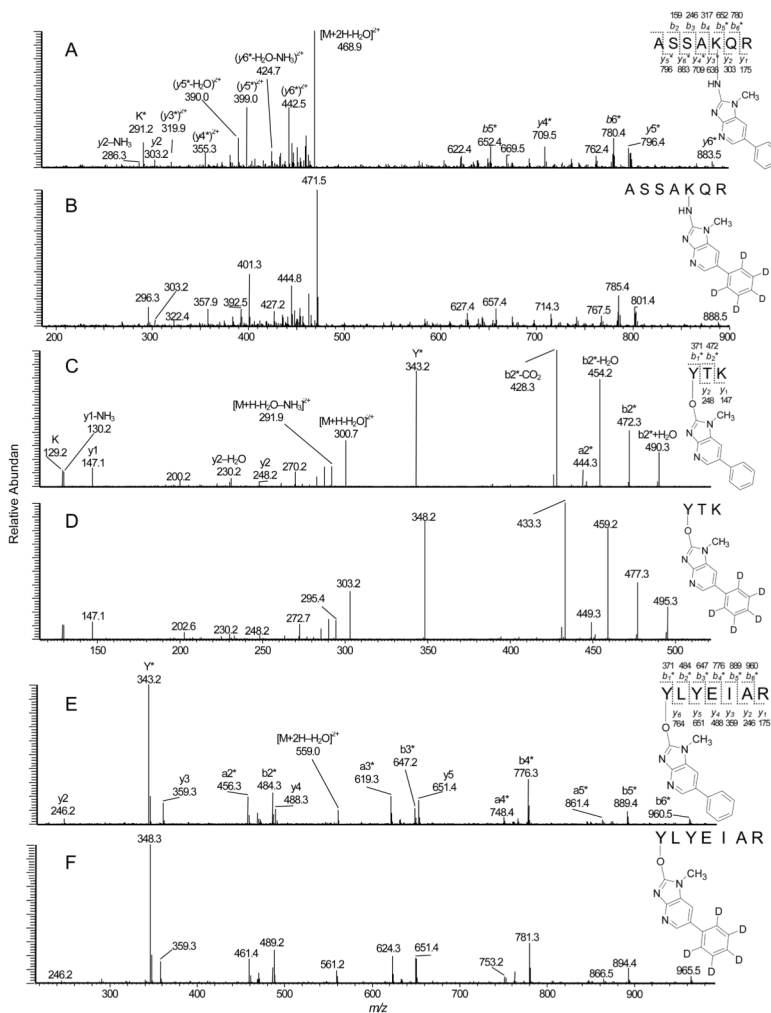 A
[M+2H-H₂O]²⁺
468.9
(y6*-H₂O-NH₃)²⁺
424.7
(y5*-H₂O)²⁺
390.0
(y5*)²⁺
399.0
(y6*)²⁺
442.5
K*
291.2
(y3*)²⁺
319.9
y2–NH₃
286.3
y2
303.2
(y4*)²⁺
355.3
622.4
b5*
652.4
669.5
y4*
709.5
762.4
b6*
780.4
y5*
796.4
y6*
883.5
159 246 317 652 780
b₂ b₃ b₄ b₅* b₆*
A S S A K Q R
y₅* y₆* y₄* y₃* y₂ y₁
796 883 709 638 303 175
HN
N
N
CH₃
N
B
471.5
296.3
303.2
322.4
357.9
392.5
401.3
427.2
444.8
627.4
657.4
714.3
767.5
785.4
801.4
888.5
A S S A K Q R
HN
N
N
CH₃
N
D
D
D
D
D
200 300 400 500 600 700 800 900
C
K
129.2
y1-NH₃
130.2
y1
147.1
200.2
y2–H₂O
230.2
y2
248.2
270.2
[M+H-H₂O–NH₃]²⁺
291.9
[M+H-H₂O]²⁺
300.7
Y*
343.2
b2*-CO₂
428.3
b2*-H₂O
454.2
a2*
444.3
b2*
472.3
b2*+H₂O
490.3
371 472
b₁* b₂*
Y T K
y₂ y₁
248 147
O
N
N
CH₃
N
Relative Abundan
D
147.1
202.6
230.2
248.2
272.7
295.4
303.2
348.2
433.3
449.3
459.2
477.3
495.3
Y T K
O
N
N
CH₃
N
D
D
D
D
D
150 200 250 300 350 400 450 500
E
y2
246.2
Y*
343.2
y3
359.3
a2*
456.3
b2*
484.3
y4
488.3
[M+2H–H₂O]²⁺
559.0
a3*
619.3
b3*
647.2
y5
651.4
a4*
748.4
b4*
776.3
a5*
861.4
b5*
889.4
b6*
960.5
371 484 647 776 889 960
b₁* b₂* b₃* b₄* b₅* b₆*
Y L Y E I A R
y₆ y₅ y₄ y₃ y₂ y₁
764 651 488 359 246 175
O
N
N
CH₃
N
F
246.2
348.3
359.3
461.4
489.2
561.2
624.3
651.4
753.2
781.3
866.5
894.4
965.5
Y L Y E I A R
O
N
N
CH₃
N
D
D
D
D
D
300 400 500 600 700 800 900
m/z